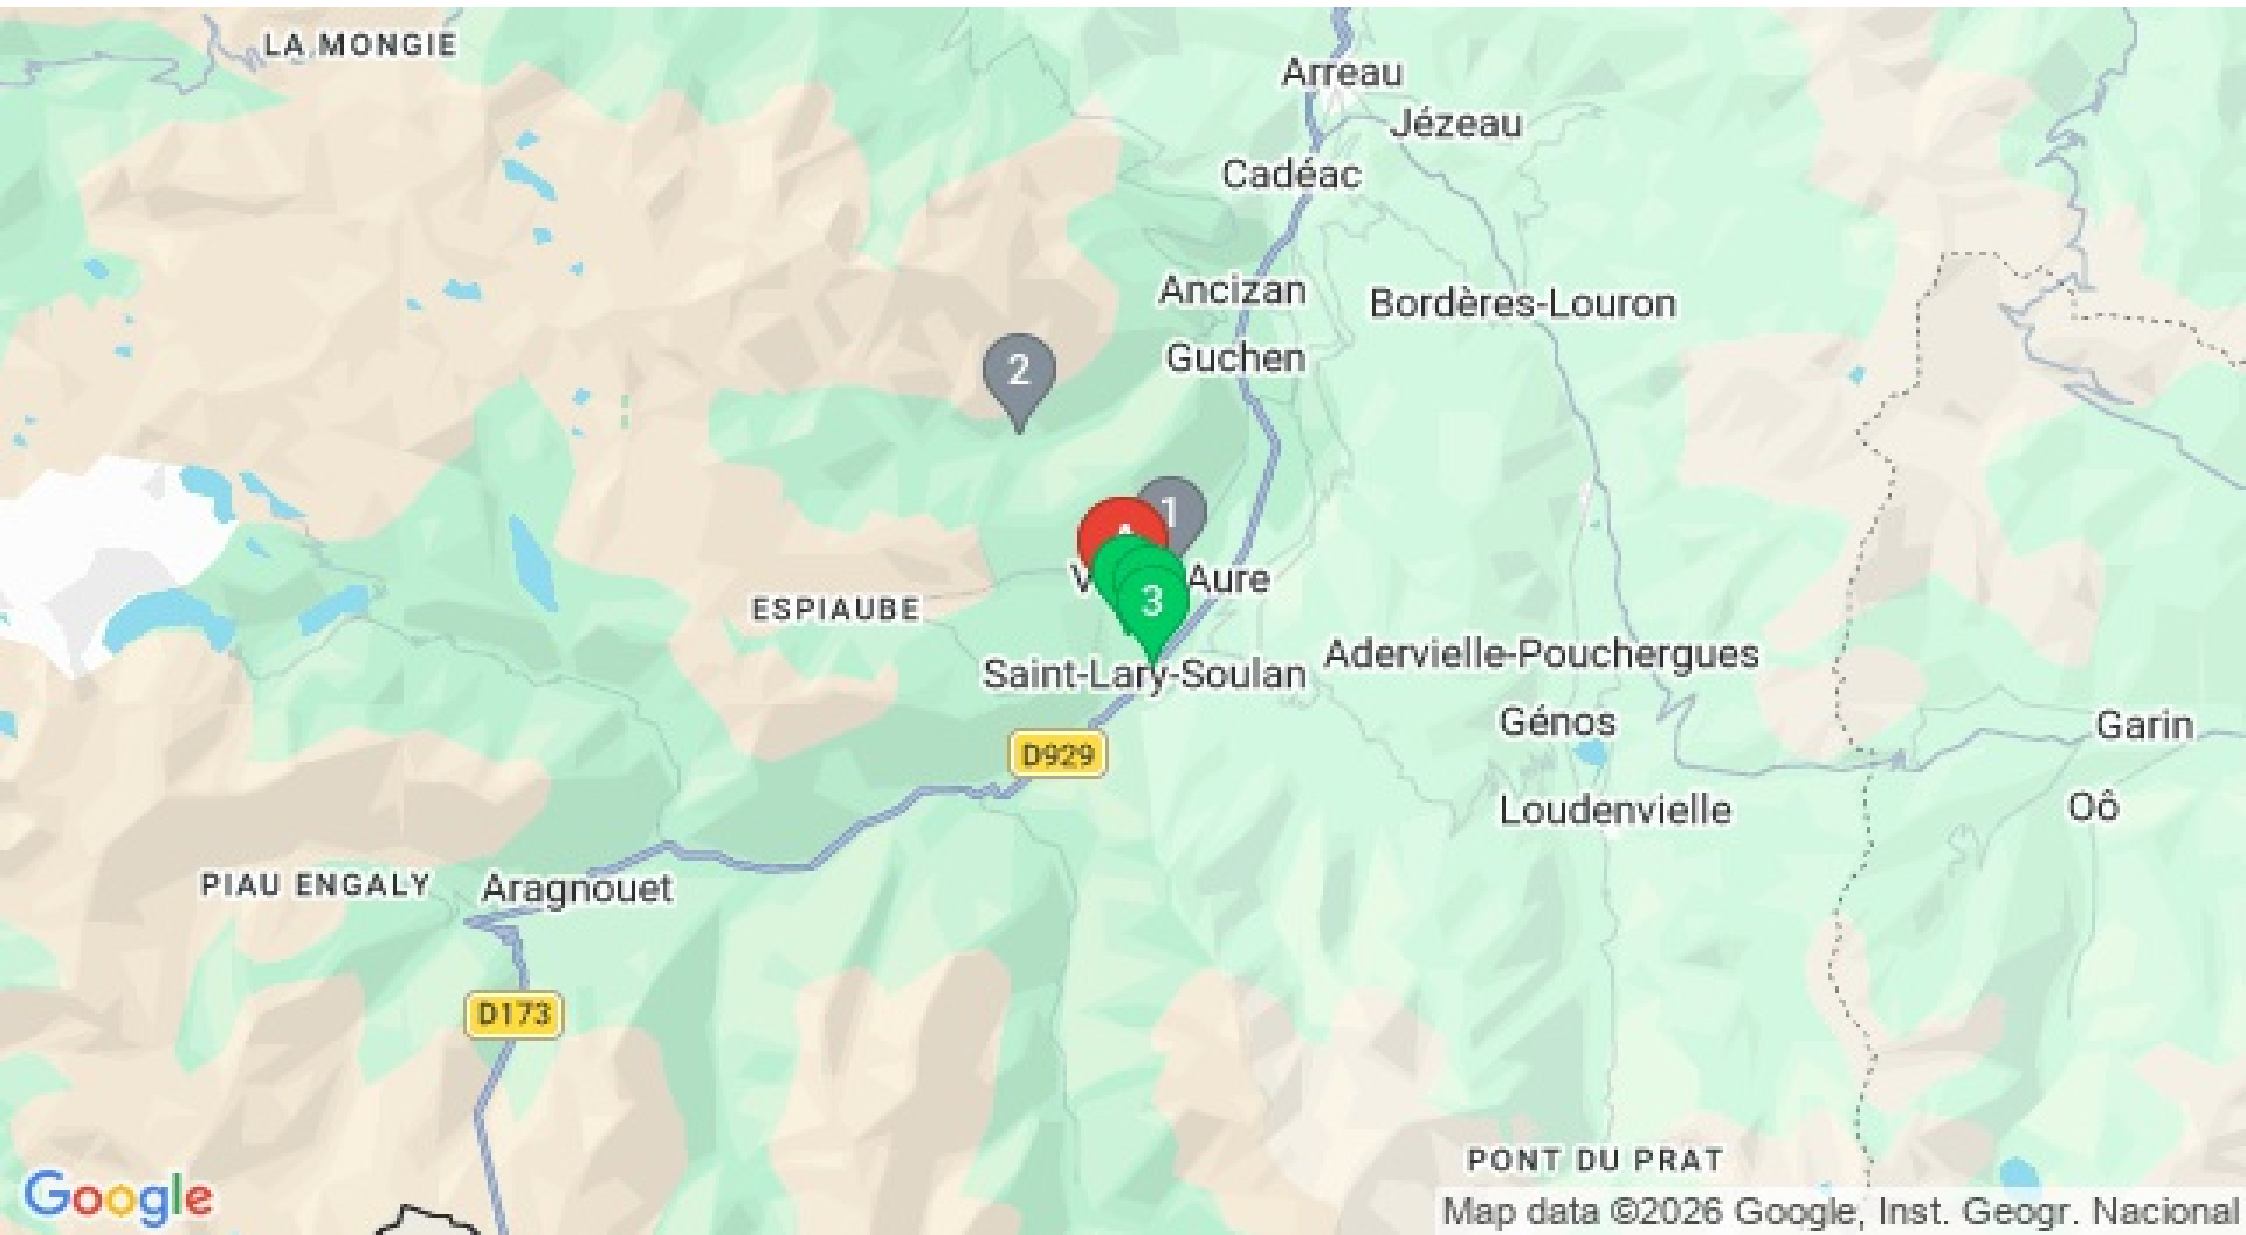 LA MONGIE
Arreau
Jézeau
Cadéac
Ancizan
Bordères-Louron
Guchen
2
1
Aure
ESPIAUBE
3
Saint-Lary-Soulan
Adervielle-Pouchergues
Génos
Garin
D929
Loudenvielle
Oô
PIAU ENGALY
Aragnouet
D173
PONT DU PRAT
Google
Map data ©2026 Google, Inst. Geogr. Nacional